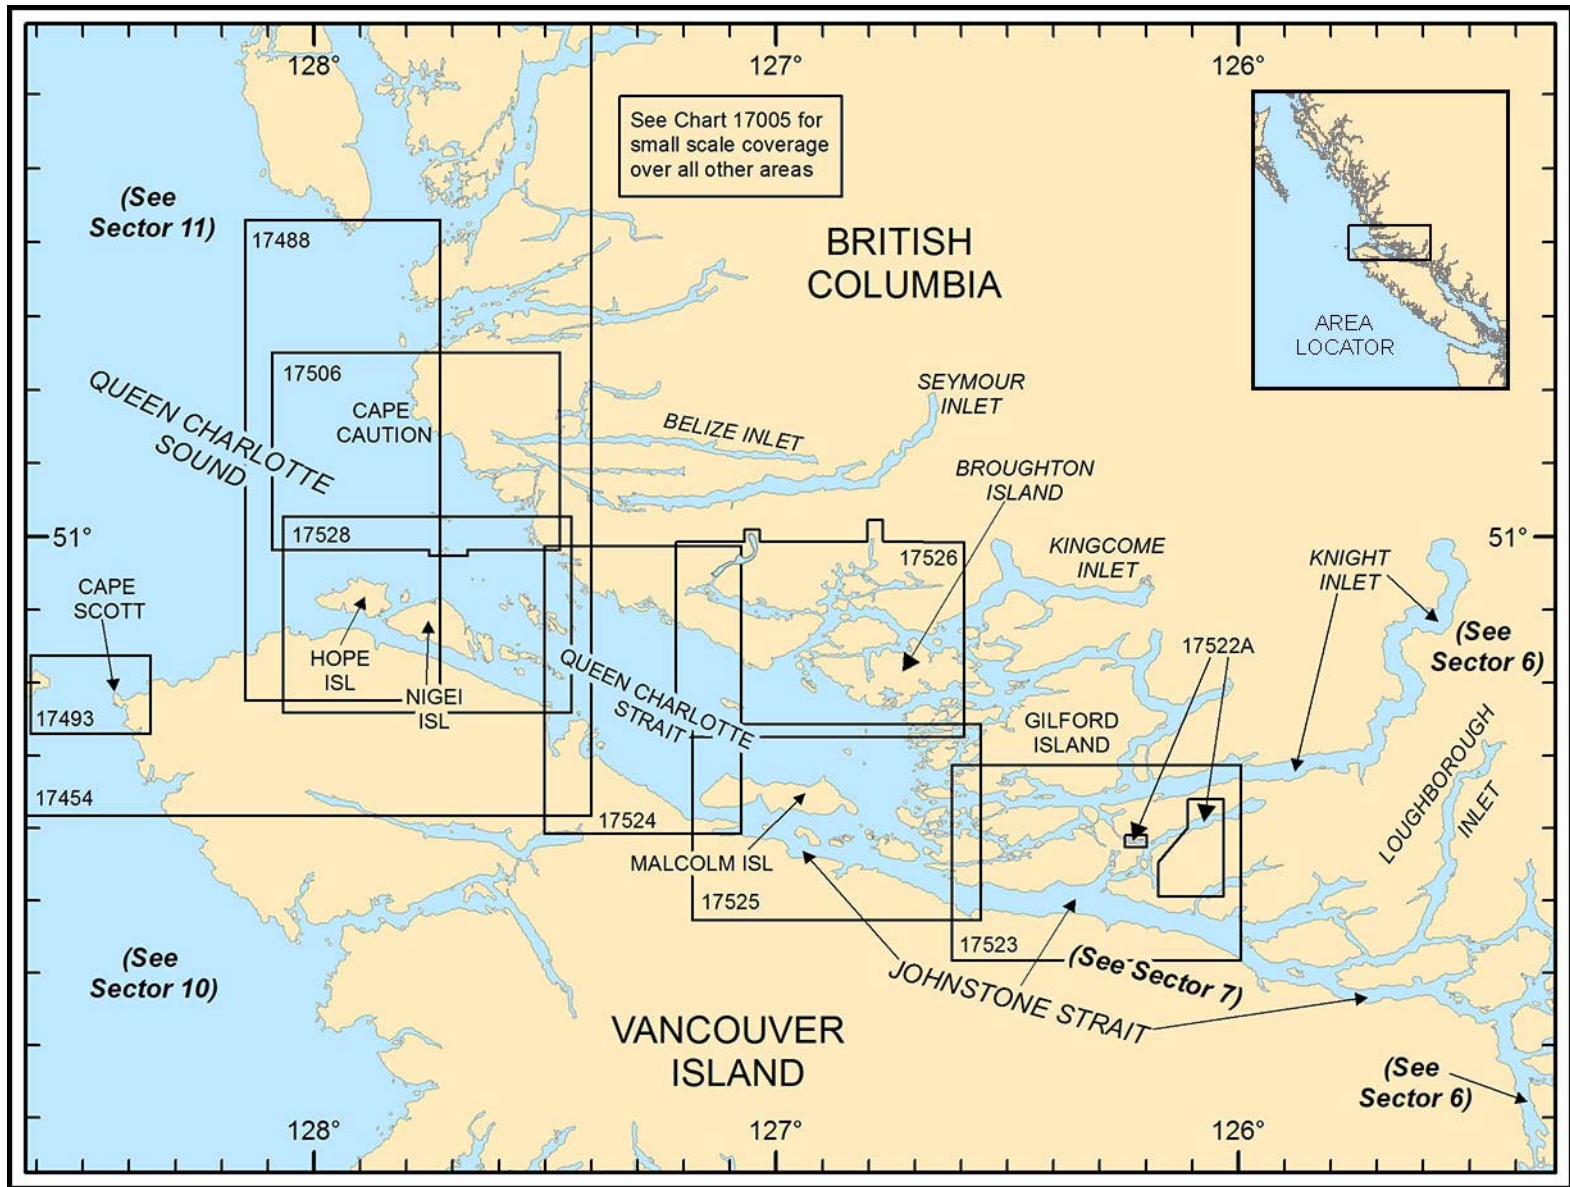 128°
127°
126°
See Chart 17005 for
small scale coverage
over all other areas
(See
Sector 11)
17488
BRITISH
COLUMBIA
AREA
LOCATOR
17506
QUEEN CHARLOTTE
SOUND
CAPE
CAUTION
SEYMOUR
INLET
BELIZE INLET
BROUGHTON
ISLAND
51°
17528
17526
KINGCOME
INLET
KNIGHT
INLET
51°
CAPE
SCOTT
(See
Sector 6)
17522A
HOPE
ISL
NIGEI
ISL
QUEEN CHARLOTTE
STRAIT
GILFORD
ISLAND
17493
LOUGHBOROUGH
INLET
17454
17524
MALCOLM ISL
17525
17523
(See Sector 7)
JOHNSTONE STRAIT
(See
Sector 10)
VANCOUVER
ISLAND
(See
Sector 6)
128°
127°
126°